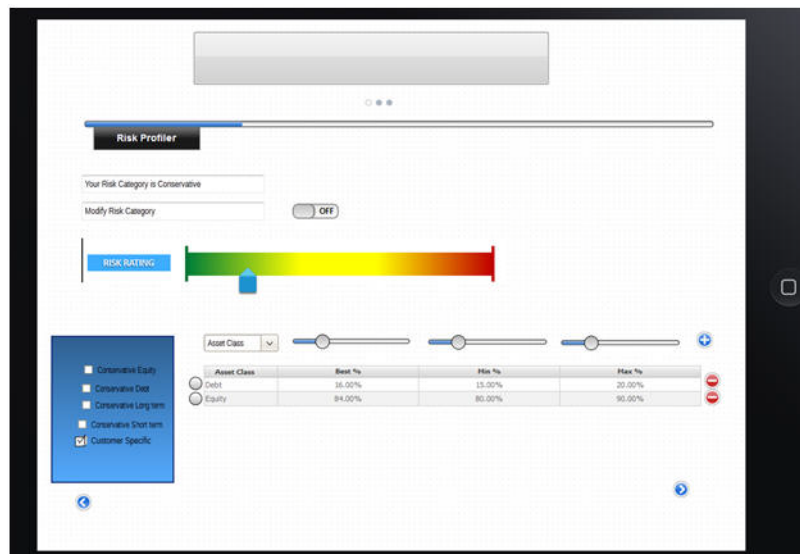 Risk Profiler
Your Risk Category is Conservative
Modify Risk Category
OFF
RISK RATING
Asset Class
Conservative Equity
Conservative Debt
Conservative Long term
Conservative Short term
Customer Specific
Asset Class Best % Min % Max %
Debt 16.00% 15.00% 20.00%
Equity 84.00% 80.00% 90.00%